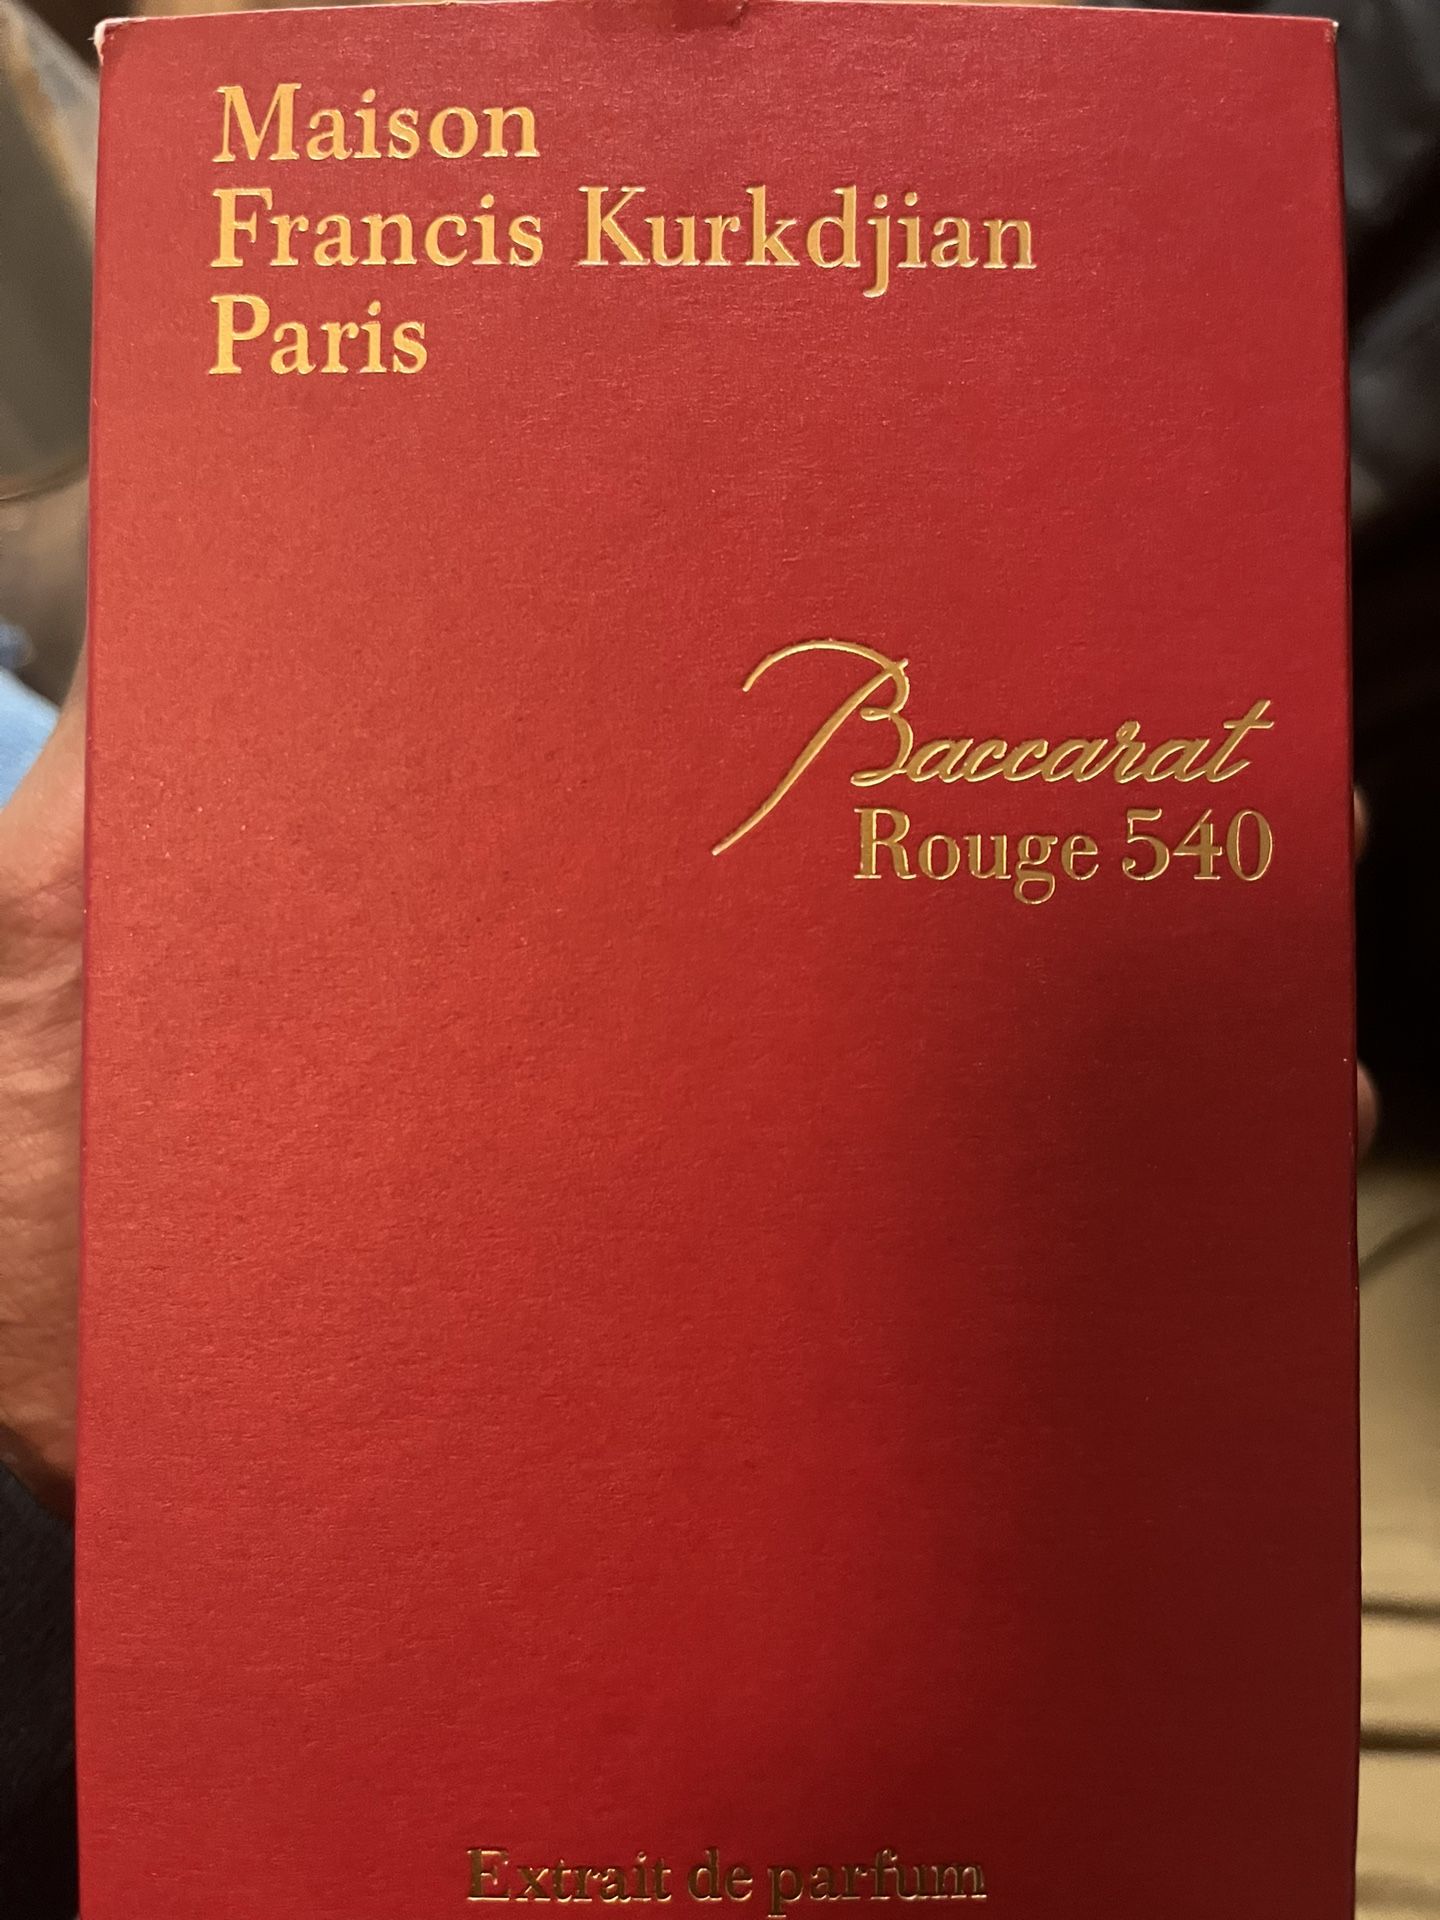 Maison
Francis Kurkdjian
Paris
Baccarat
Rouge 540
Extrait de parfum